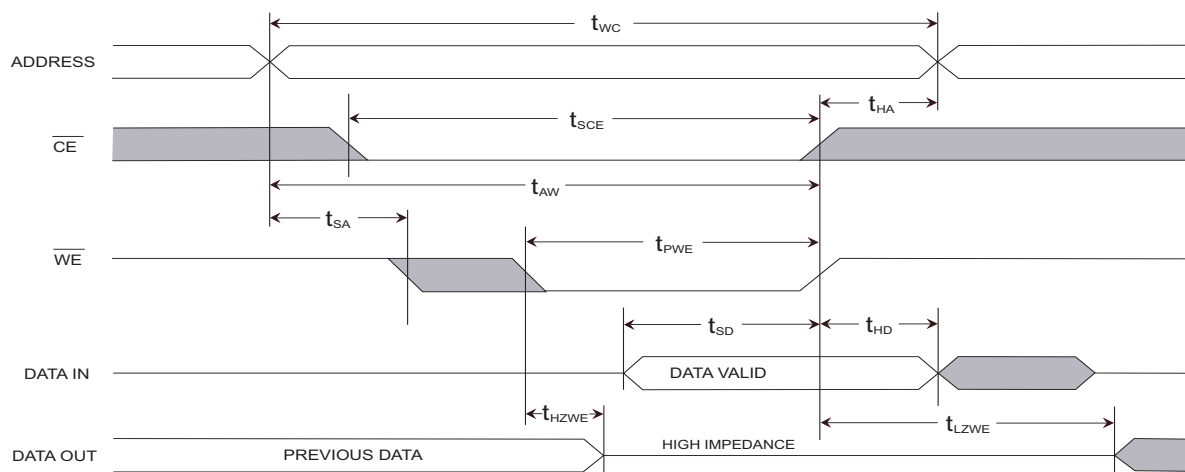 tWC
ADDRESS
tHA
tSCE
CE
tAW
tSA
WE
tPWE
tSD
tHD
DATA IN
DATA VALID
tHZWE
tLZWE
DATA OUT
PREVIOUS DATA
HIGH IMPEDANCE